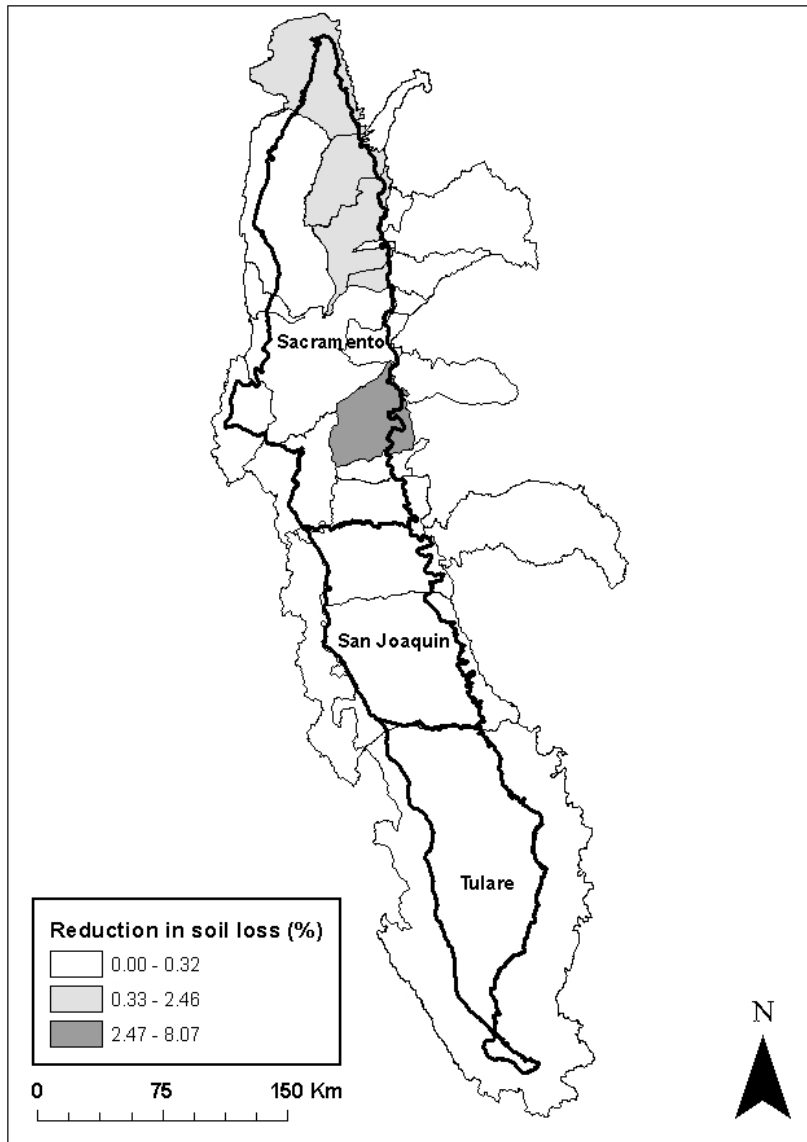 Sacramento
San Joaquin
Tulare
Reduction in soil loss (%)
0.00 - 0.32
0.33 - 2.46
2.47 - 8.07
0 75 150 Km
N